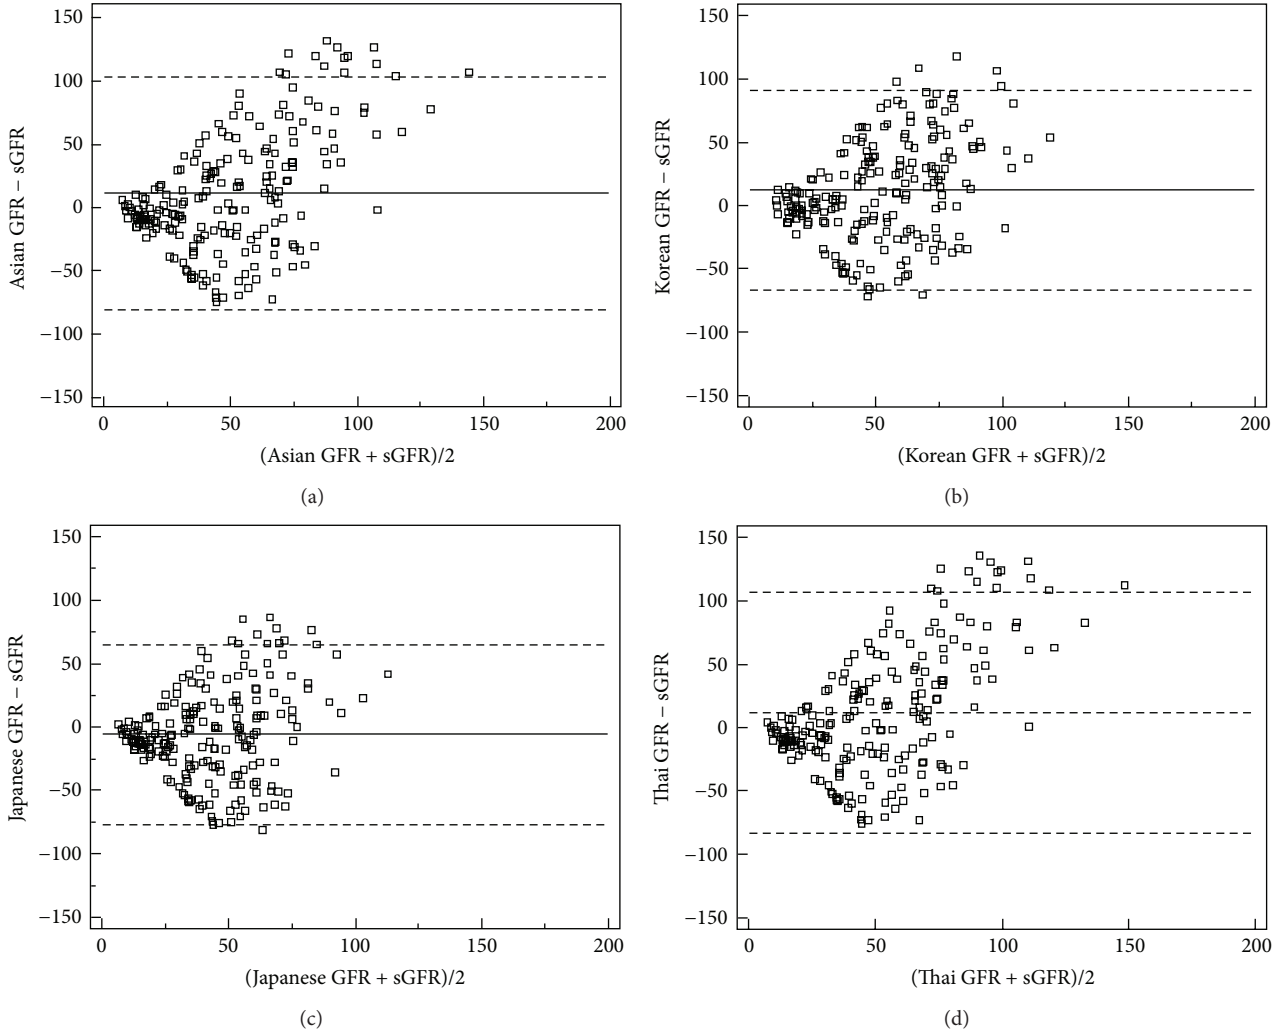 150
100
50
0
−50
−100
−150
Asian GFR − sGFR
0 50 100 150 200
(Asian GFR + sGFR)/2
(a)
150
100
50
0
−50
−100
−150
Korean GFR − sGFR
0 50 100 150 200
(Korean GFR + sGFR)/2
(b)
150
100
50
0
−50
−100
−150
Japanese GFR − sGFR
0 50 100 150 200
(Japanese GFR + sGFR)/2
(c)
150
100
50
0
−50
−100
−150
Thai GFR − sGFR
0 50 100 150 200
(Thai GFR + sGFR)/2
(d)